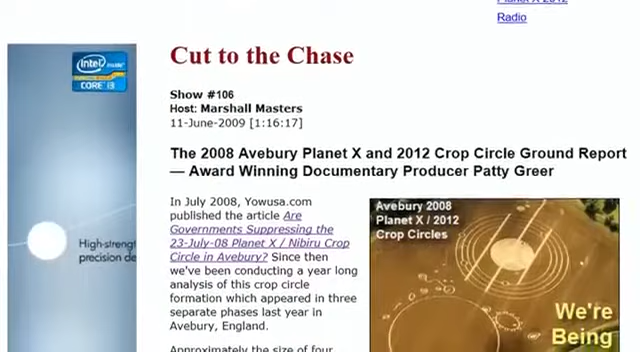 Planet X 2012
Radio
intel inside
CORE i3
Cut to the Chase
Show #106
Host: Marshall Masters
11-June-2009 [1:16:17]
The 2008 Avebury Planet X and 2012 Crop Circle Ground Report
— Award Winning Documentary Producer Patty Greer
In July 2008, Yowusa.com
published the article Are
Governments Suppressing the
23-July-08 Planet X / Nibiru Crop
Circle in Avebury? Since then
we've been conducting a year long
analysis of this crop circle
formation which appeared in three
separate phases last year in
Avebury, England.
Approximately the size of four
Avebury 2008
Planet X / 2012
Crop Circles
We're
Being
High-strengt
precision de